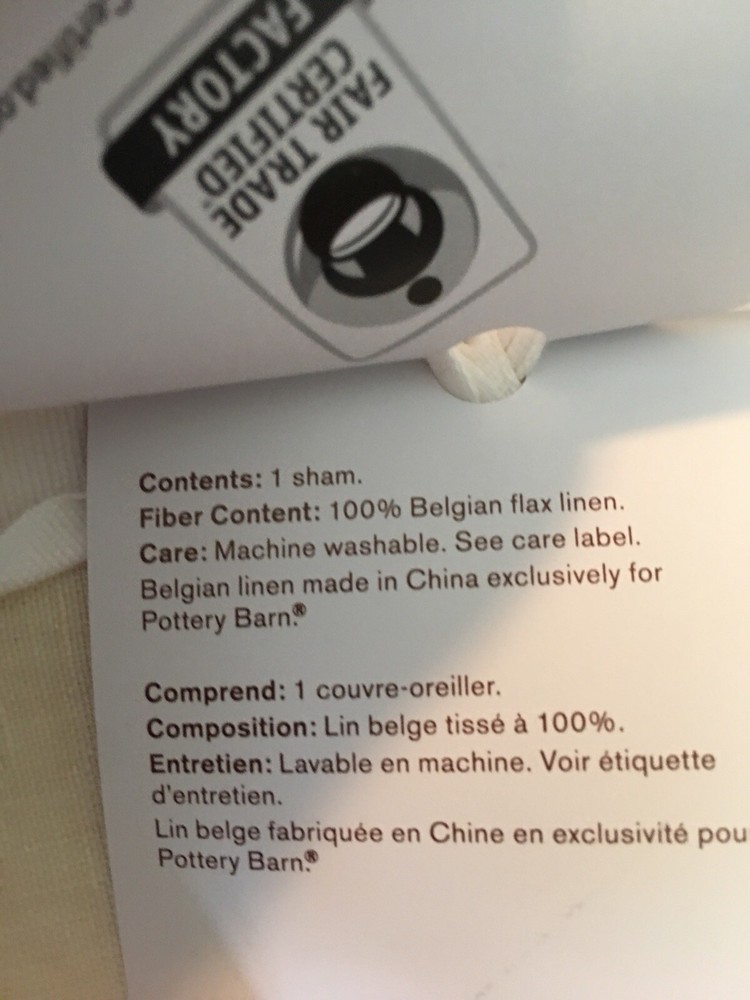 Certified.
FACTORY
CERTIFIED™
FAIR TRADE
Contents: 1 sham.
Fiber Content: 100% Belgian flax linen.
Care: Machine washable. See care label.
Belgian linen made in China exclusively for
Pottery Barn.®
Comprend: 1 couvre-oreiller.
Composition: Lin belge tissé à 100%.
Entretien: Lavable en machine. Voir étiquette
d'entretien.
Lin belge fabriquée en Chine en exclusivité pou
Pottery Barn.®